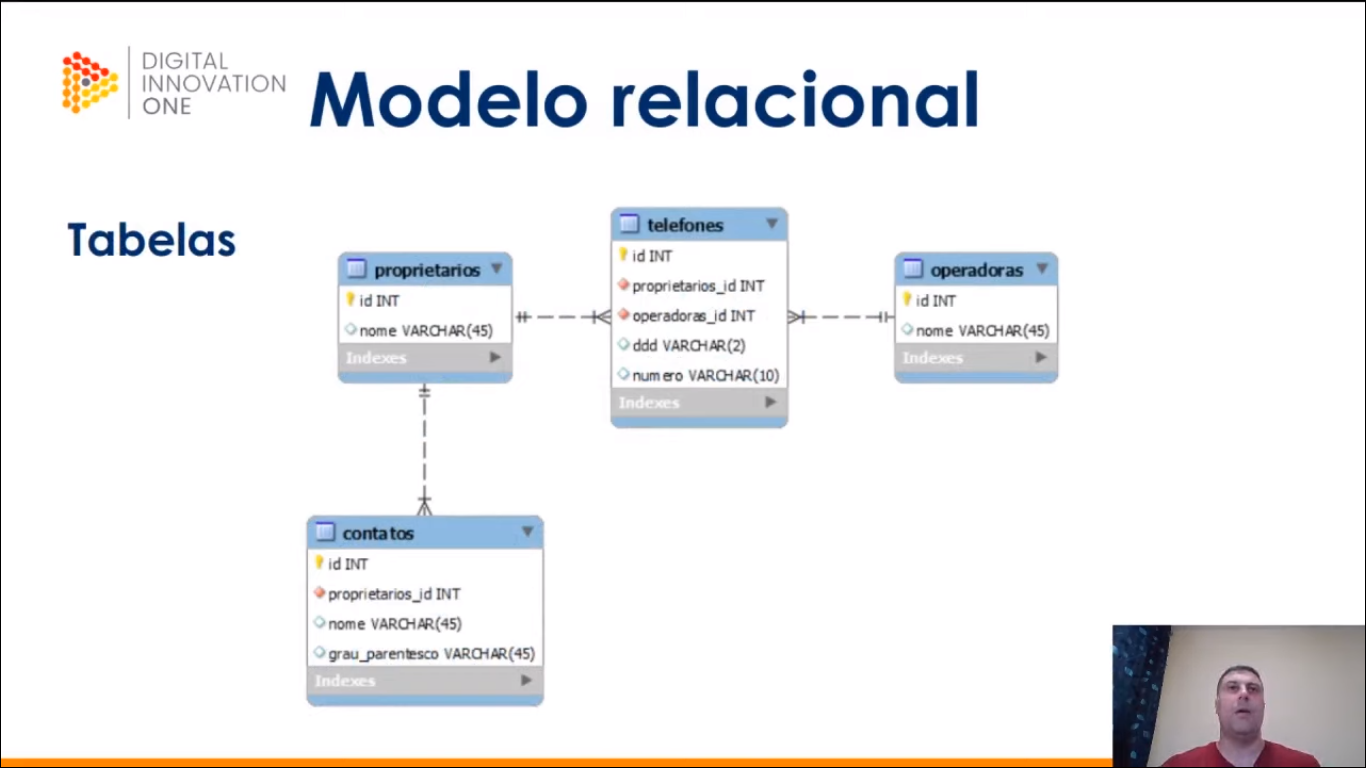 DIGITAL
INNOVATION
ONE
Modelo relacional
Tabelas
proprietarios
id INT
nome VARCHAR(45)
Indexes
telefones
id INT
proprietarios_id INT
operadoras_id INT
ddd VARCHAR(2)
numero VARCHAR(10)
Indexes
operadoras
id INT
nome VARCHAR(45)
Indexes
contatos
id INT
proprietarios_id INT
nome VARCHAR(45)
grau_parentesco VARCHAR(45)
Indexes